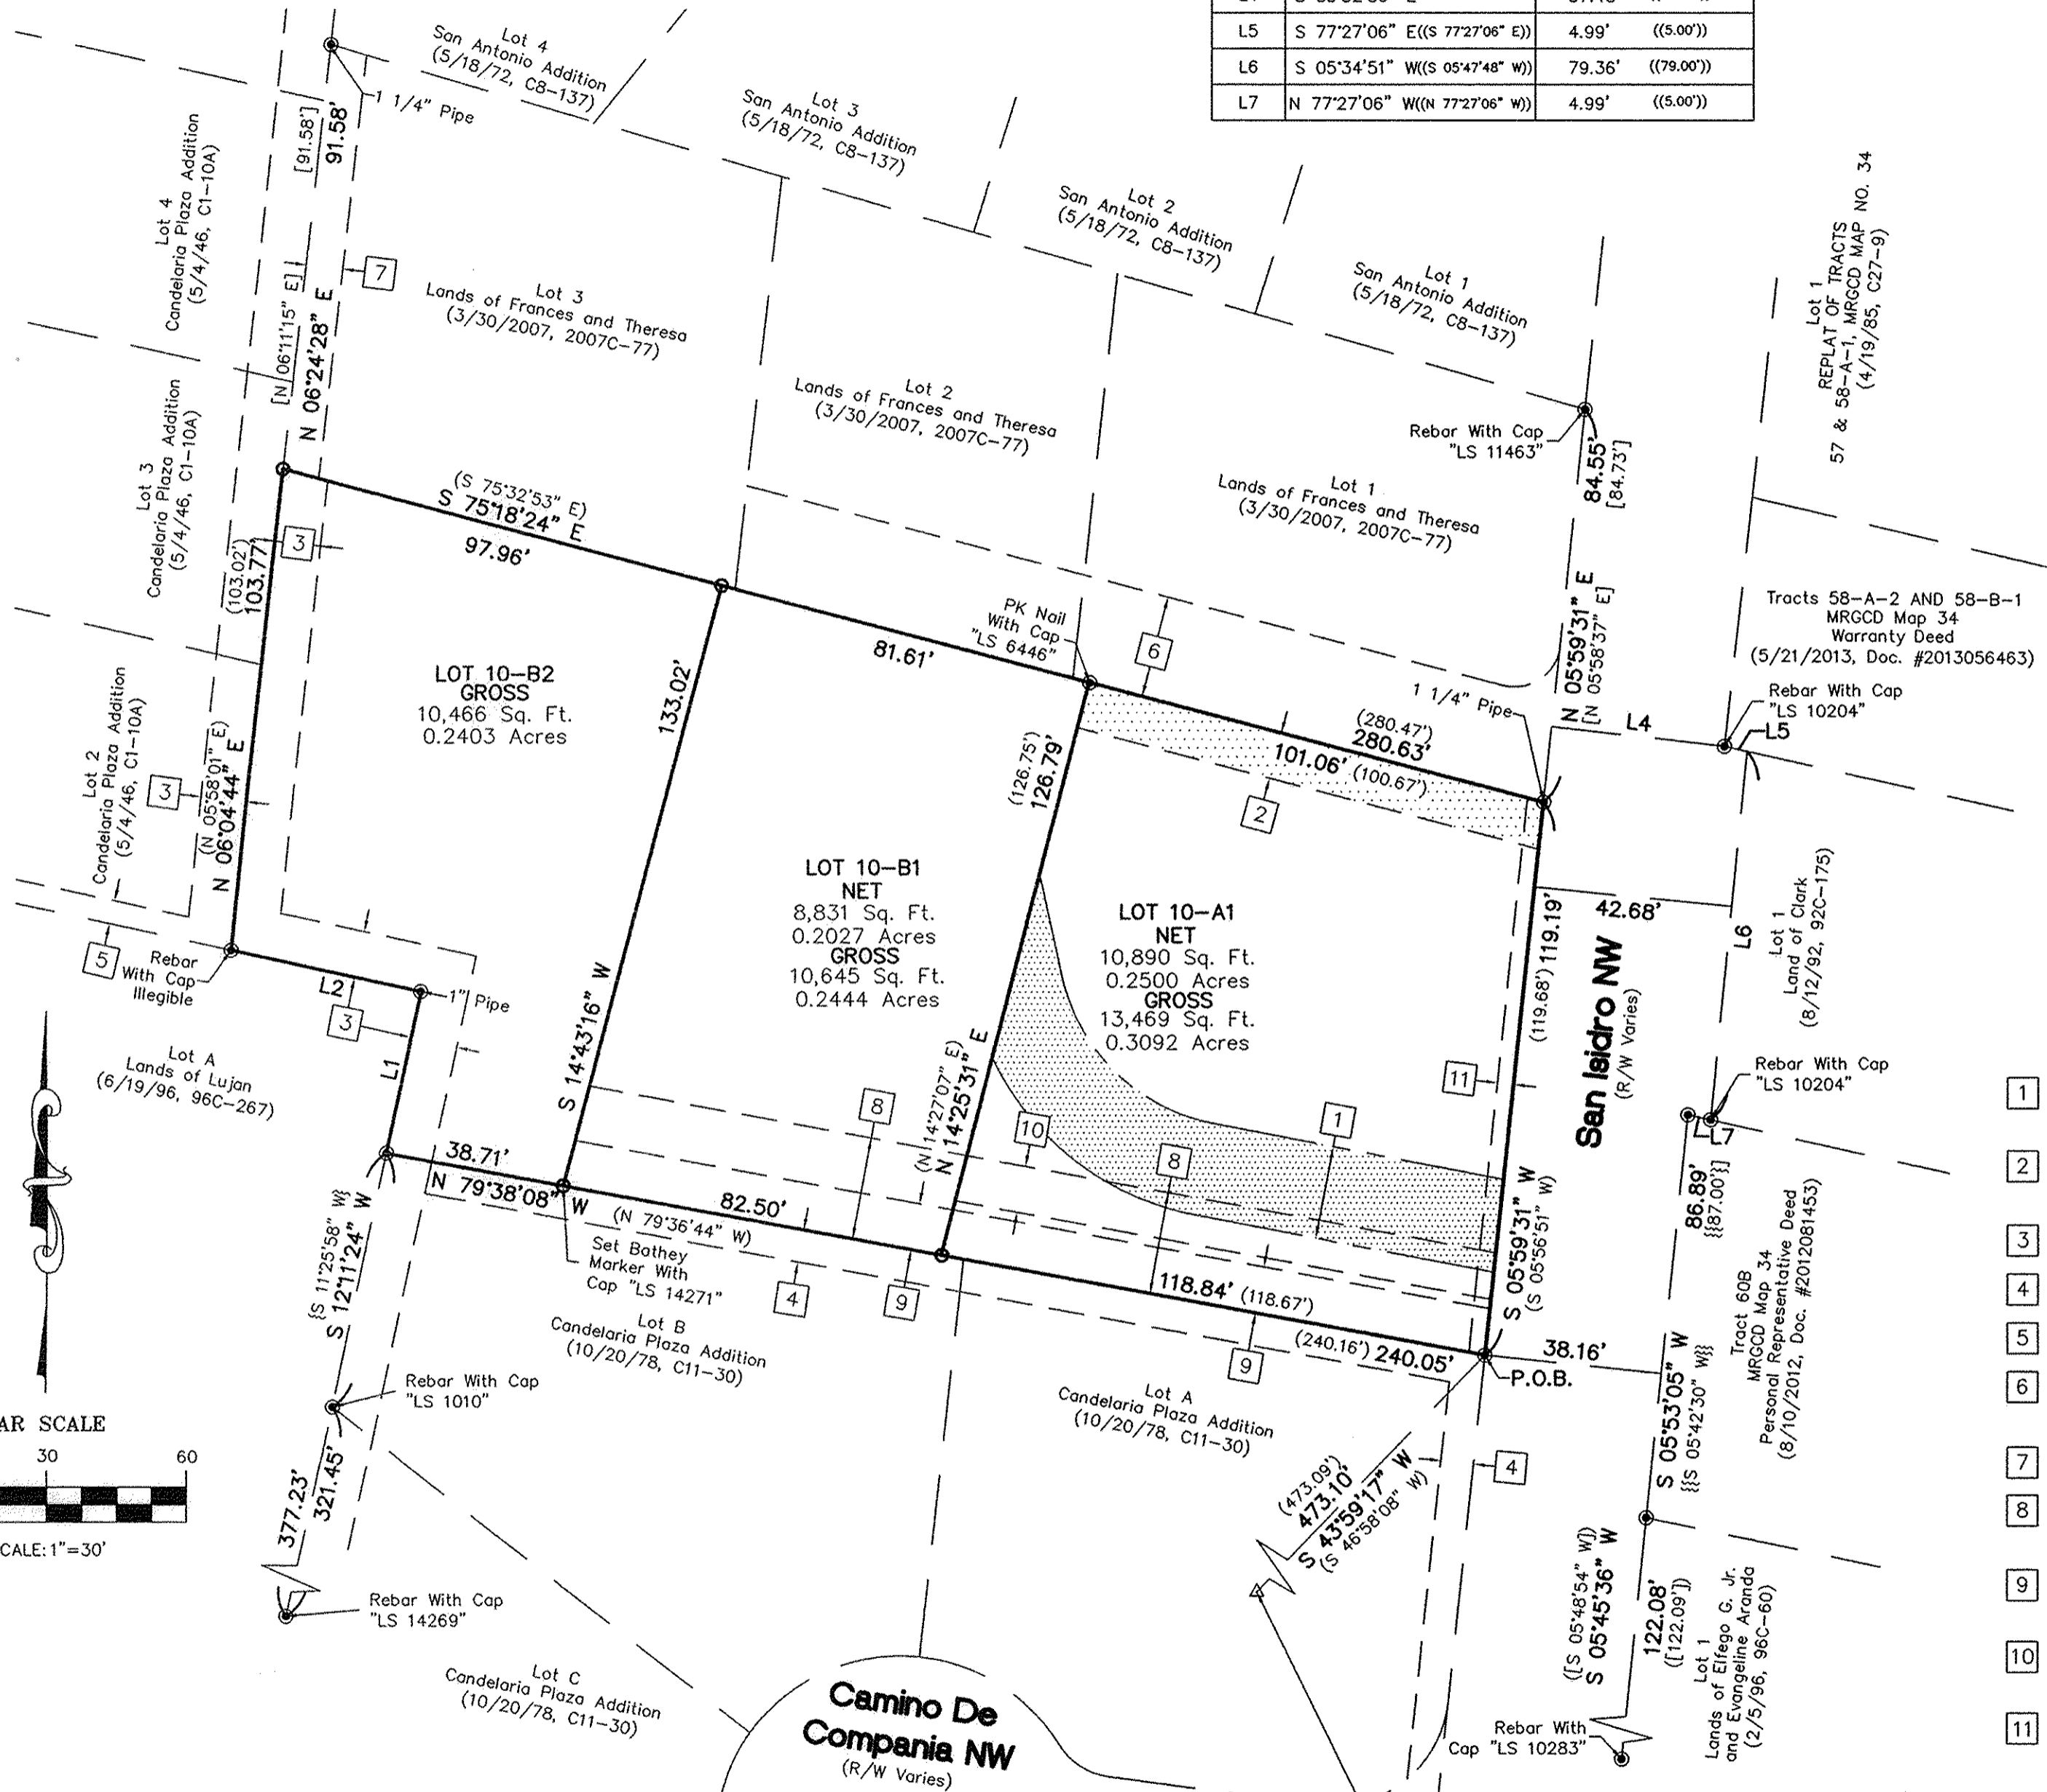 L5 S 77°27'06" E((S 77°27'06" E)) 4.99' ((5.00'))
L6 S 05°34'51" W((S 05°47'48" W)) 79.36' ((79.00'))
L7 N 77°27'06" W((N 77°27'06" W)) 4.99' ((5.00'))
Lot 4
San Antonio Addition
(5/18/72, C8-137)
1 1/4" Pipe
[91.58']
91.58'
Lot 3
San Antonio Addition
(5/18/72, C8-137)
Lot 2
San Antonio Addition
(5/18/72, C8-137)
Lot 1
San Antonio Addition
(5/18/72, C8-137)
Lot 1
REPLAT OF TRACTS
57 & 58-A-1, MRGCD MAP NO. 34
(4/19/85, C27-9)
Lot 4
Candelaria Plaza Addition
(5/4/46, C1-10A)
[N 06°11'15" E]
N 06°24'28" E
7
Lot 3
Lands of Frances and Theresa
(3/30/2007, 2007C-77)
Lot 2
Lands of Frances and Theresa
(3/30/2007, 2007C-77)
Lot 1
Lands of Frances and Theresa
(3/30/2007, 2007C-77)
Rebar With Cap
"LS 11463"
84.55'
[84.73']
Lot 3
Candelaria Plaza Addition
(5/4/46, C1-10A)
(S 75°32'53" E)
S 75°18'24" E
97.96'
(103.02')
103.77'
3
PK Nail
With Cap
"LS 6446"
81.61'
6
1 1/4" Pipe
N 05°59'31" E
[N 05°58'37" E]
Tracts 58-A-2 AND 58-B-1
MRGCD Map 34
Warranty Deed
(5/21/2013, Doc. #2013056463)
Rebar With Cap
"LS 10204"
L4
L5
LOT 10-B2
GROSS
10,466 Sq. Ft.
0.2403 Acres
133.02'
(280.47')
280.63'
101.06' (100.67')
2
(126.75')
126.79'
Lot 2
Candelaria Plaza Addition
(5/4/46, C1-10A)
3
(N 05°58'01" E)
N 06°04'44" E
LOT 10-B1
NET
8,831 Sq. Ft.
0.2027 Acres
GROSS
10,645 Sq. Ft.
0.2444 Acres
LOT 10-A1
NET
10,890 Sq. Ft.
0.2500 Acres
GROSS
13,469 Sq. Ft.
0.3092 Acres
(119.68') 119.19'
42.68'
L6
Lot 1
Land of Clark
(8/12/92, 92C-175)
San Isidro NW
(R/W Varies)
5
Rebar
With Cap
Illegible
L2
3
1" Pipe
L1
Lot A
Lands of Lujan
(6/19/96, 96C-267)
S 14°43'16" W
(N 14°27'07" E)
N 14°25'31" E
11
8
10
8
1
Rebar With Cap
"LS 10204"
L7
38.71'
N 79°38'08" W
82.50'
(N 79°36'44" W)
Set Bathey
Marker With
Cap "LS 14271"
4
9
118.84' (118.67')
9
(240.16') 240.05'
S 05°59'31" W
(S 05°56'51" W)
38.16'
P.O.B.
86.89'
{{87.00'}}
S 05°53'05" W
{{S 05°42'30" W}}
Tract 60B
MRGCD Map 34
Personal Representative Deed
(8/10/2012, Doc. #2012081453)
{{S 11°25'58" W}}
S 12°11'24" W
Rebar With Cap
"LS 1010"
Lot B
Candelaria Plaza Addition
(10/20/78, C11-30)
Lot A
Candelaria Plaza Addition
(10/20/78, C11-30)
4
(473.09')
473.10'
S 43°59'17" W
(S 46°58'08" W)
AR SCALE
30 60
CALE: 1"=30'
377.23'
321.45'
Rebar With Cap
"LS 14269"
Lot C
Candelaria Plaza Addition
(10/20/78, C11-30)
Camino De
Compania NW
(R/W Varies)
([S 05°48'54" W])
S 05°45'36" W
122.08'
([122.09'])
Lot 1
Lands of Elfego G. Jr.
and Evangeline Aranda
(2/5/96, 96C-60)
Rebar With
Cap "LS 10283"
1
2
3
4
5
6
7
8
9
10
11